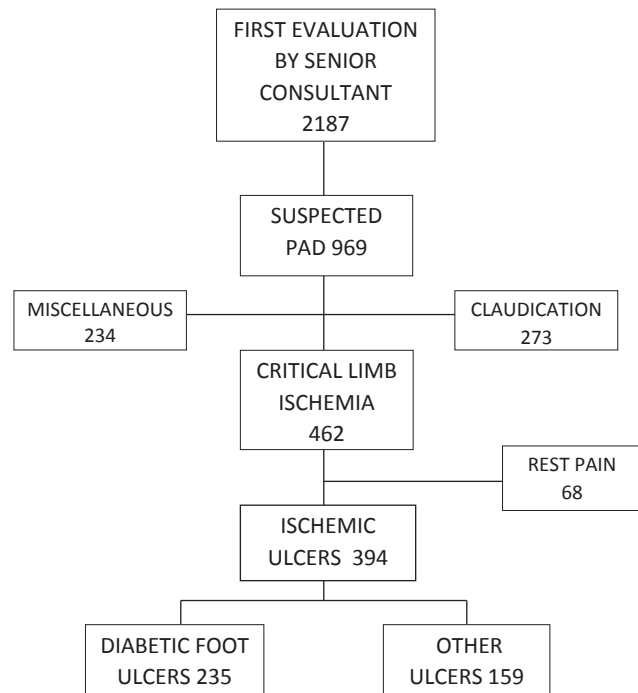 FIRST EVALUATION
BY SENIOR
CONSULTANT
2187
SUSPECTED
PAD 969
MISCELLANEOUS
234
CLAUDICATION
273
CRITICAL LIMB
ISCHEMIA
462
REST PAIN
68
ISCHEMIC
ULCERS 394
DIABETIC FOOT
ULCERS 235
OTHER
ULCERS 159